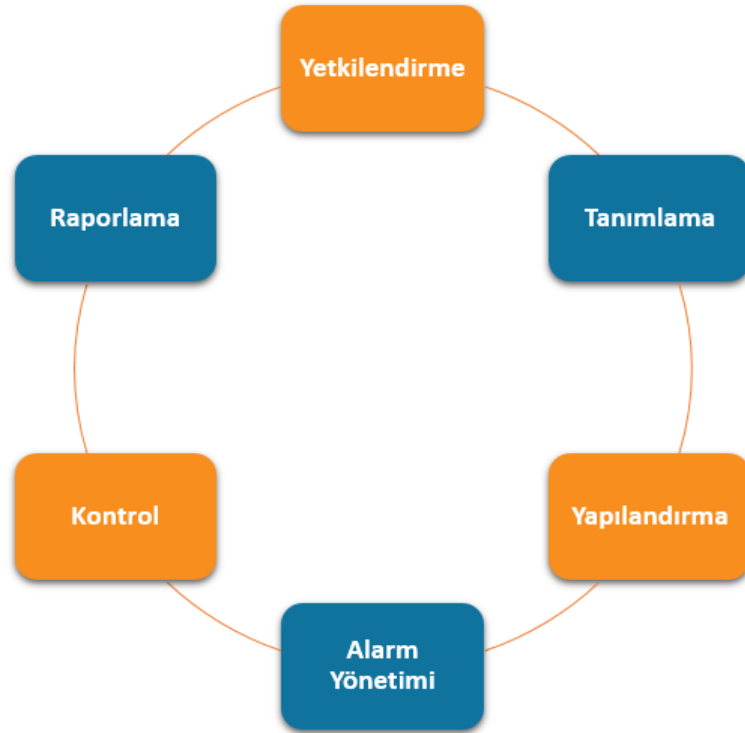 Yetkilendirme
Tanımlama
Yapılandırma
Alarm
Yönetimi
Kontrol
Raporlama